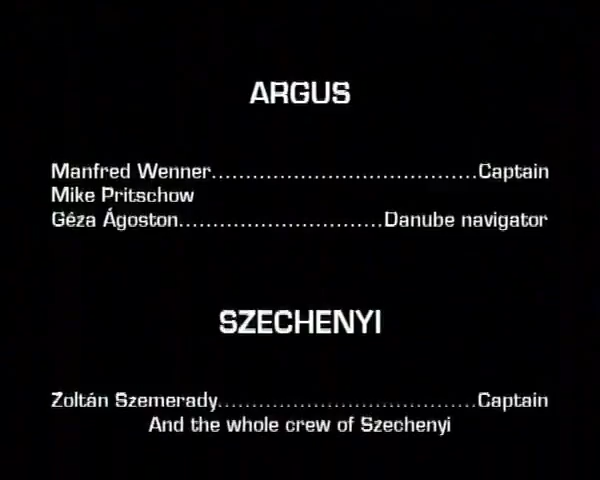 ARGUS
Manfred Wenner.......................................Captain
Mike Pritschow
Géza Ágoston..............................Danube navigator
SZECHENYI
Zoltán Szemerady......................................Captain
And the whole crew of Szechenyi